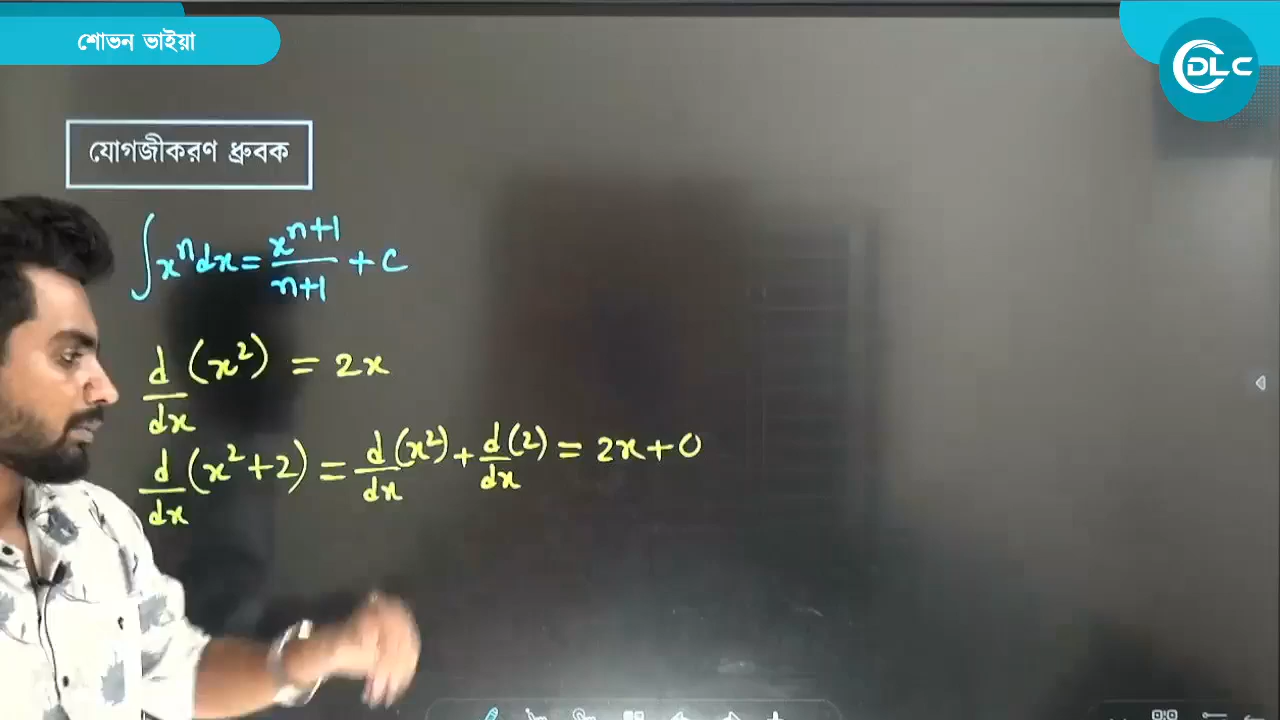 শোভন ভাইয়া
DLC
যোগজীকরণ ধ্রুবক
∫xⁿdx = xⁿ⁺¹/n+1 + c
d/dx (x²) = 2x
d/dx (x²+2) = d/dx (x²) + d/dx (2) = 2x+0